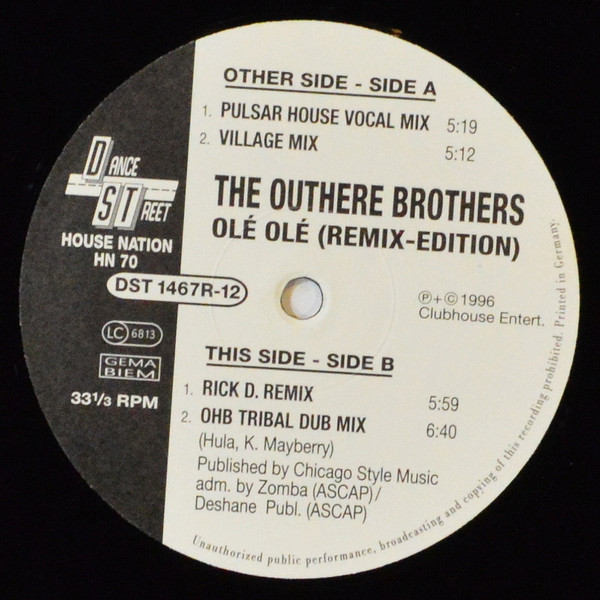 DANCE
STREET
HOUSE NATION
HN 70
DST 1467R-12
LC 6813
GEMA
BIEM
33 1/3 RPM
OTHER SIDE - SIDE A
1. PULSAR HOUSE VOCAL MIX 5:19
2. VILLAGE MIX 5:12
THE OUTHERE BROTHERS
OLÉ OLÉ (REMIX-EDITION)
℗+© 1996
Clubhouse Entert.
THIS SIDE - SIDE B
1. RICK D. REMIX 5:59
2. OHB TRIBAL DUB MIX 6:40
(Hula, K. Mayberry)
Published by Chicago Style Music
adm. by Zomba (ASCAP)/
Deshane Publ. (ASCAP)
Unauthorized public performance, broadcasting and copying of this recording prohibited. Printed in Germany.